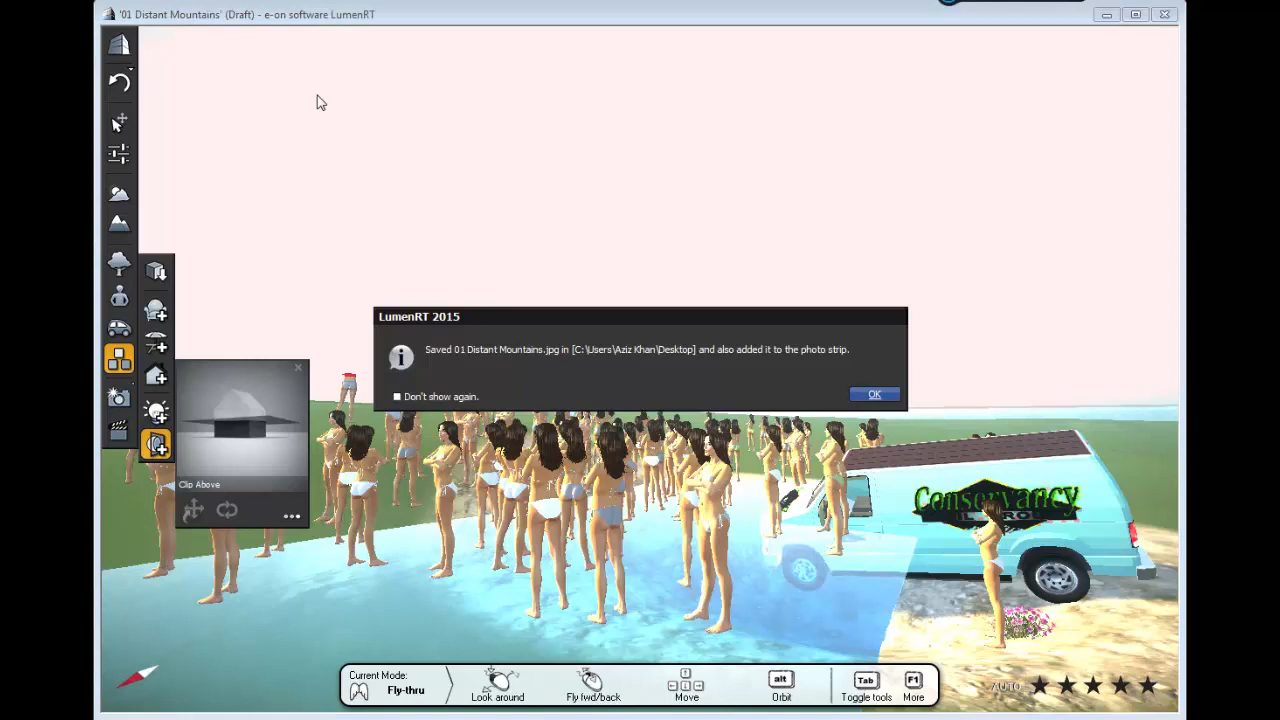 '01 Distant Mountains' (Draft) - e-on software LumenRT
LumenRT 2015
Saved 01 Distant Mountains.jpg in [C:\Users\Aziz Khan\Desktop] and also added it to the photo strip.
Don't show again.
OK
Clip Above
Conservancy
Current Mode:
Fly-thru
Look around
Fly fwd/back
Move
alt
Orbit
Tab
Toggle tools
F1
More
AUTO